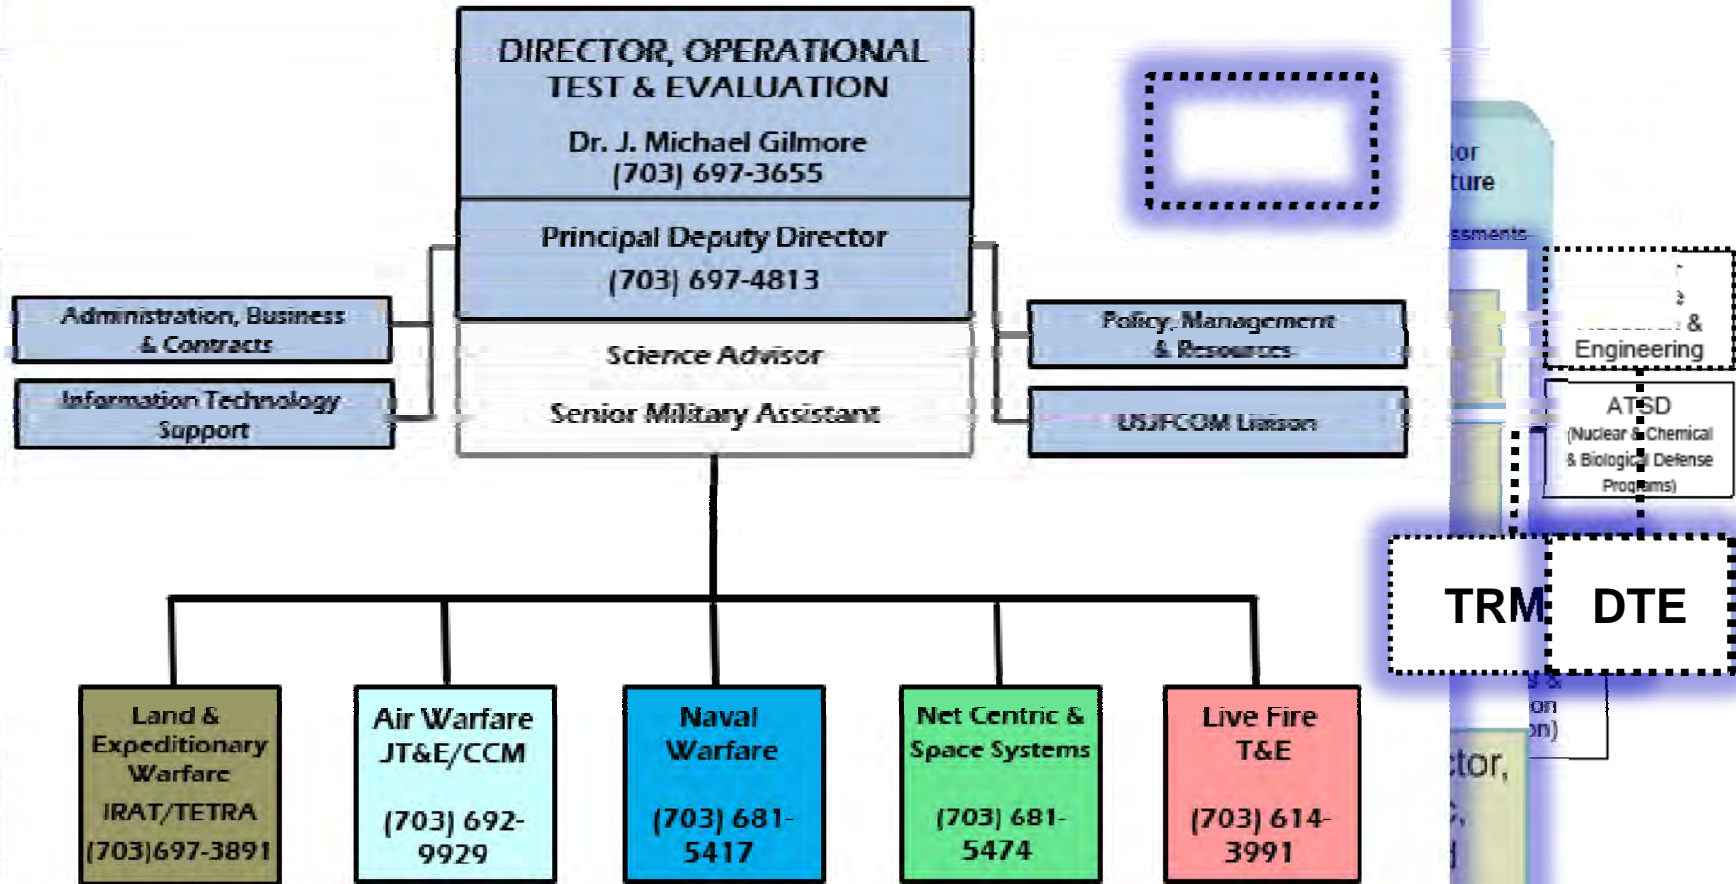 DIRECTOR, OPERATIONAL
TEST & EVALUATION
Dr. J. Michael Gilmore
(703) 697-3655
Principal Deputy Director
(703) 697-4813
Science Advisor
Senior Military Assistant
Administration, Business
& Contracts
Information Technology
Support
Policy, Management
& Resources
USJFCOM Liaison
Land &
Expeditionary
Warfare
IRAT/TETRA
(703)697-3891
Air Warfare
JT&E/CCM
(703) 692-
9929
Naval
Warfare
(703) 681-
5417
Net Centric &
Space Systems
(703) 681-
5474
Live Fire
T&E
(703) 614-
3991
&
Engineering
ATSD
(Nuclear & Chemical
& Biological Defense
Programs)
TRM
DTE